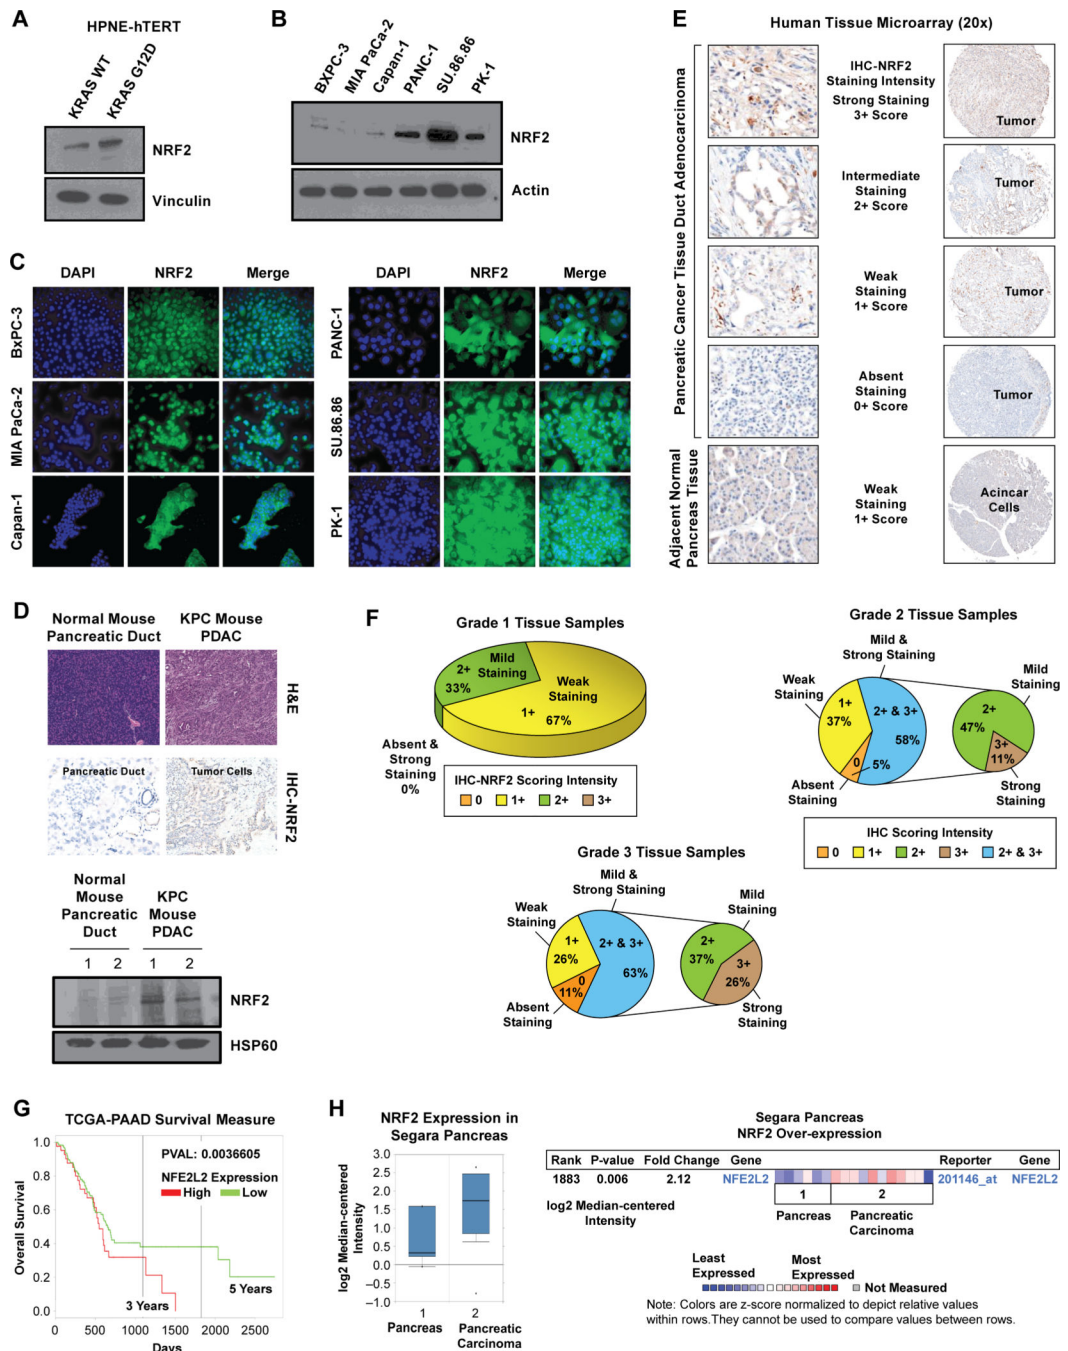 A
HPNE-hTERT
KRAS WT
KRAS G12D
NRF2
Vinculin
B
BXPC-3
MIA PaCa-2
Capan-1
PANC-1
SU.86.86
PK-1
NRF2
Actin
C
DAPI NRF2 Merge
BxPC-3
MIA PaCa-2
Capan-1
DAPI NRF2 Merge
PANC-1
SU.86.86
PK-1
D
Normal Mouse
Pancreatic Duct
KPC Mouse
PDAC
H&E
Pancreatic Duct
Tumor Cells
IHC-NRF2
Normal
Mouse
Pancreatic
Duct
KPC
Mouse
PDAC
1 2 1 2
NRF2
HSP60
E
Human Tissue Microarray (20x)
Pancreatic Cancer Tissue Duct Adenocarcinoma
IHC-NRF2
Staining Intensity
Strong Staining
3+ Score
Tumor
Intermediate
Staining
2+ Score
Tumor
Weak
Staining
1+ Score
Tumor
Absent
Staining
0+ Score
Tumor
Adjacent Normal
Pancreas Tissue
Weak
Staining
1+ Score
Acincar
Cells
F
Grade 1 Tissue Samples
2+
Mild
Staining
33%
Weak
Staining
1+
67%
Absent &
Strong
Staining
0%
IHC-NRF2 Scoring Intensity
0 1+ 2+ 3+
Grade 2 Tissue Samples
Mild &
Strong Staining
Weak
Staining
1+
37%
2+ & 3+
58%
0
5%
Absent
Staining
Mild
Staining
2+
47%
3+
11%
Strong
Staining
IHC Scoring Intensity
0 1+ 2+ 3+ 2+ & 3+
Grade 3 Tissue Samples
Mild &
Strong Staining
Weak
Staining
1+
26%
2+ & 3+
63%
0
11%
Absent
Staining
Mild
Staining
2+
37%
3+
26%
Strong
Staining
G
TCGA-PAAD Survival Measure
PVAL: 0.0036605
NFE2L2 Expression
High Low
Overall Survival
1.0
0.8
0.6
0.4
0.2
0.0
3 Years
5 Years
0 500 1000 1500 2000 2500
Days
H
NRF2 Expression in
Segara Pancreas
log2 Median-centered
Intensity
3.0
2.5
2.0
1.5
1.0
0.5
0.0
−0.5
−1.0
1
Pancreas
2
Pancreatic
Carcinoma
Segara Pancreas
NRF2 Over-expression
Rank P-value Fold Change Gene Reporter Gene
1883 0.006 2.12 NFE2L2 201146_at NFE2L2
log2 Median-centered
Intensity
1 2
Pancreas
Pancreatic
Carcinoma
Least
Expressed
Most
Expressed
Not Measured
Note: Colors are z-score normalized to depict relative values
within rows.They cannot be used to compare values between rows.